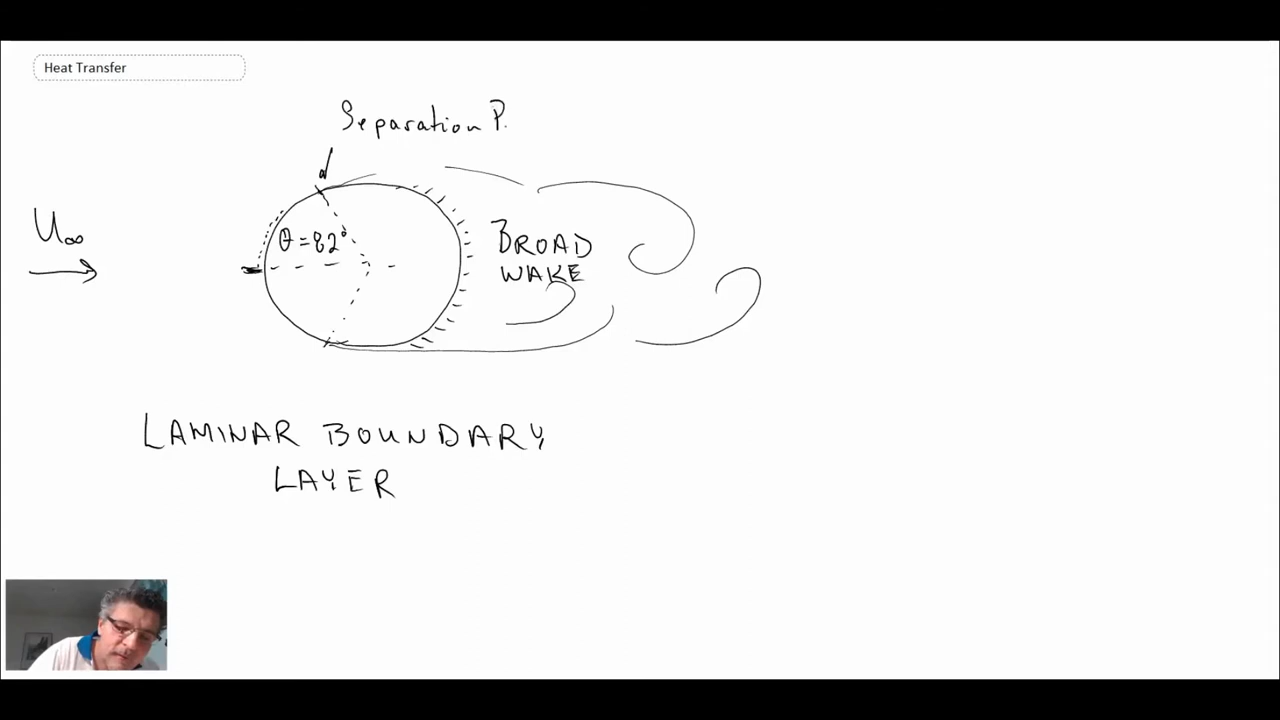 Heat Transfer
Separation P.
U∞
θ = 82°
BROAD
WAKE
LAMINAR BOUNDARY
LAYER